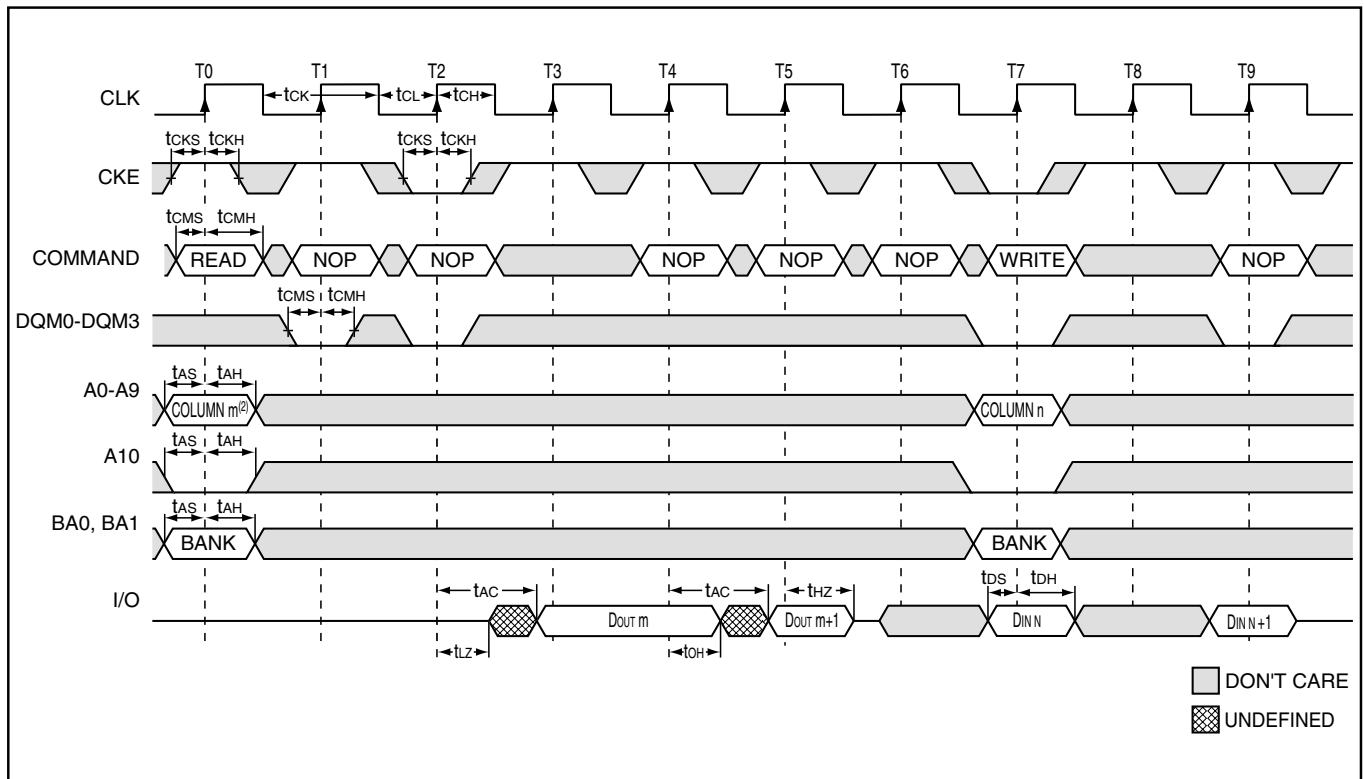 T0 T1 T2 T3 T4 T5 T6 T7 T8 T9
CLK
tCK tCL tCH
tCKS tCKH tCKS tCKH
CKE
tCMS tCMH
COMMAND READ NOP NOP NOP NOP NOP WRITE NOP
tCMS tCMH
DQM0-DQM3
tAS tAH
A0-A9 COLUMN m(2) COLUMN n
tAS tAH
A10
tAS tAH
BA0, BA1 BANK BANK
tAC tAC tHZ tDS tDH
I/O DOUT m DOUT m+1 DIN N DIN N+1
tLZ tOH
DON'T CARE
UNDEFINED